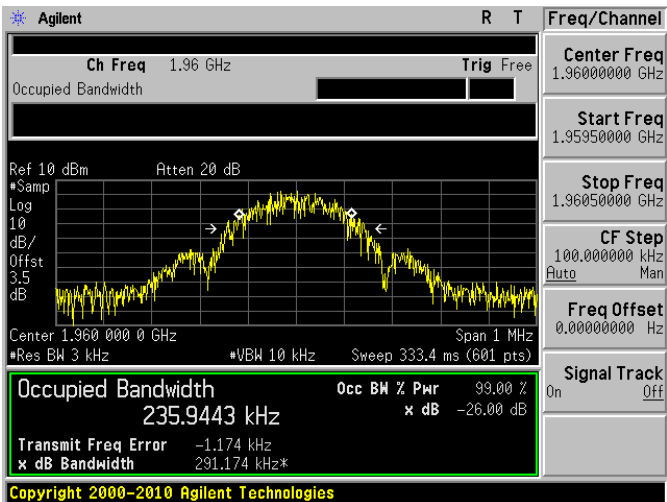 Agilent R T
Freq/Channel
Ch Freq 1.96 GHz Trig Free
Occupied Bandwidth
Center Freq
1.96000000 GHz
Start Freq
1.95950000 GHz
Stop Freq
1.96050000 GHz
CF Step
100.000000 kHz
Auto Man
Freq Offset
0.00000000 Hz
Signal Track
On Off
Ref 10 dBm Atten 20 dB
#Samp
Log
10
dB/
Offst
3.5
dB
Center 1.960 000 0 GHz Span 1 MHz
#Res BW 3 kHz #VBW 10 kHz Sweep 333.4 ms (601 pts)
Occupied Bandwidth Occ BW % Pwr 99.00 %
235.9443 kHz x dB -26.00 dB
Transmit Freq Error -1.174 kHz
x dB Bandwidth 291.174 kHz*
Copyright 2000-2010 Agilent Technologies